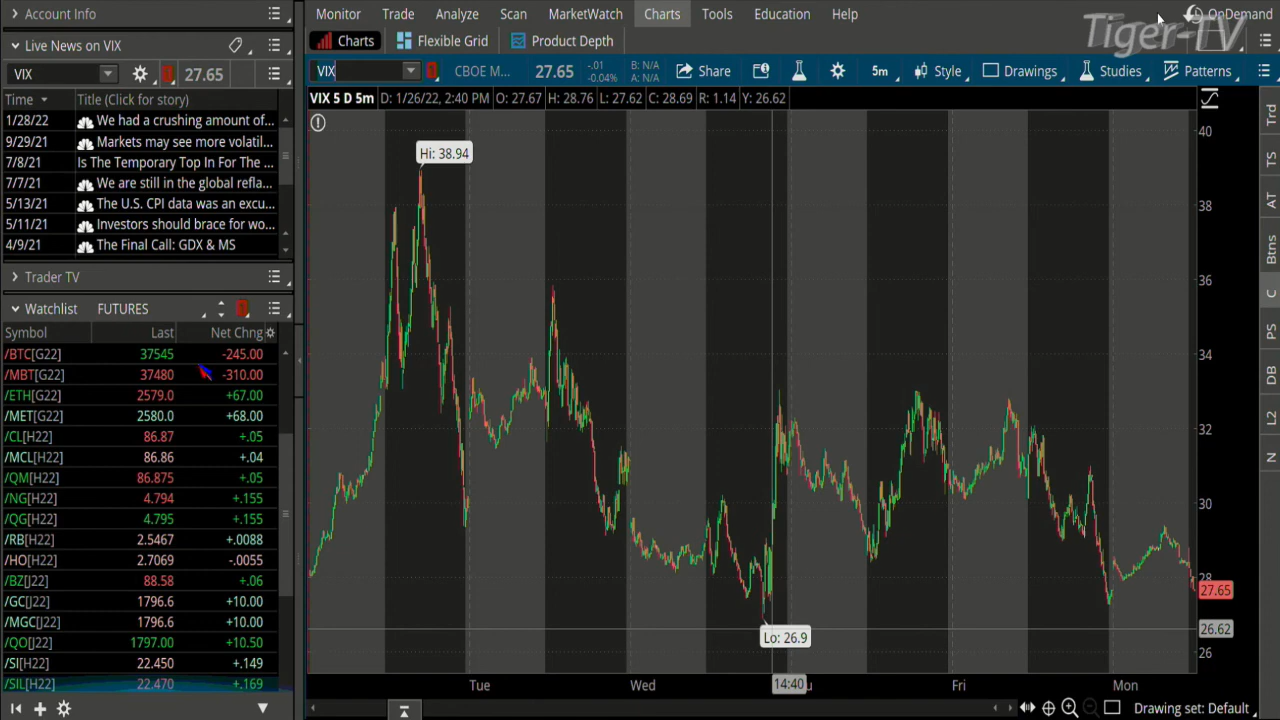 Account Info
Monitor Trade Analyze Scan MarketWatch Charts Tools Education Help OnDemand
Tiger-TV
Live News on VIX
Charts Flexible Grid Product Depth
VIX 27.65
VIX CBOE M... 27.65 -.01 -0.04% B: N/A A: N/A Share 5m Style Drawings Studies Patterns
Time Title (Click for story)
VIX 5 D 5m D: 1/26/22, 2:40 PM O: 27.67 H: 28.76 L: 27.62 C: 28.69 R: 1.14 Y: 26.62
1/28/22 We had a crushing amount of...
9/29/21 Markets may see more volatil...
7/8/21 Is The Temporary Top In For The ...
7/7/21 We are still in the global refla...
5/13/21 The U.S. CPI data was an excu...
5/11/21 Investors should brace for wo...
4/9/21 The Final Call: GDX & MS
Trader TV
Watchlist FUTURES
Symbol Last Net Chng
/BTC[G22] 37545 -245.00
/MBT[G22] 37480 -310.00
/ETH[G22] 2579.0 +67.00
/MET[G22] 2580.0 +68.00
/CL[H22] 86.87 +.05
/MCL[H22] 86.86 +.04
/QM[H22] 86.875 +.05
/NG[H22] 4.794 +.155
/QG[H22] 4.795 +.155
/RB[H22] 2.5467 +.0088
/HO[H22] 2.7069 -.0055
/BZ[J22] 88.58 +.06
/GC[J22] 1796.6 +10.00
/MGC[J22] 1796.6 +10.00
/QO[J22] 1797.00 +10.50
/SI[H22] 22.450 +.149
/SIL[H22] 22.470 +.169
Hi: 38.94
Lo: 26.9
40
38
36
34
32
30
28
27.65
26.62
26
Tue Wed 14:40 u Fri Mon
Trd
TS
AT
Btns
C
PS
DB
L2
N
Drawing set: Default